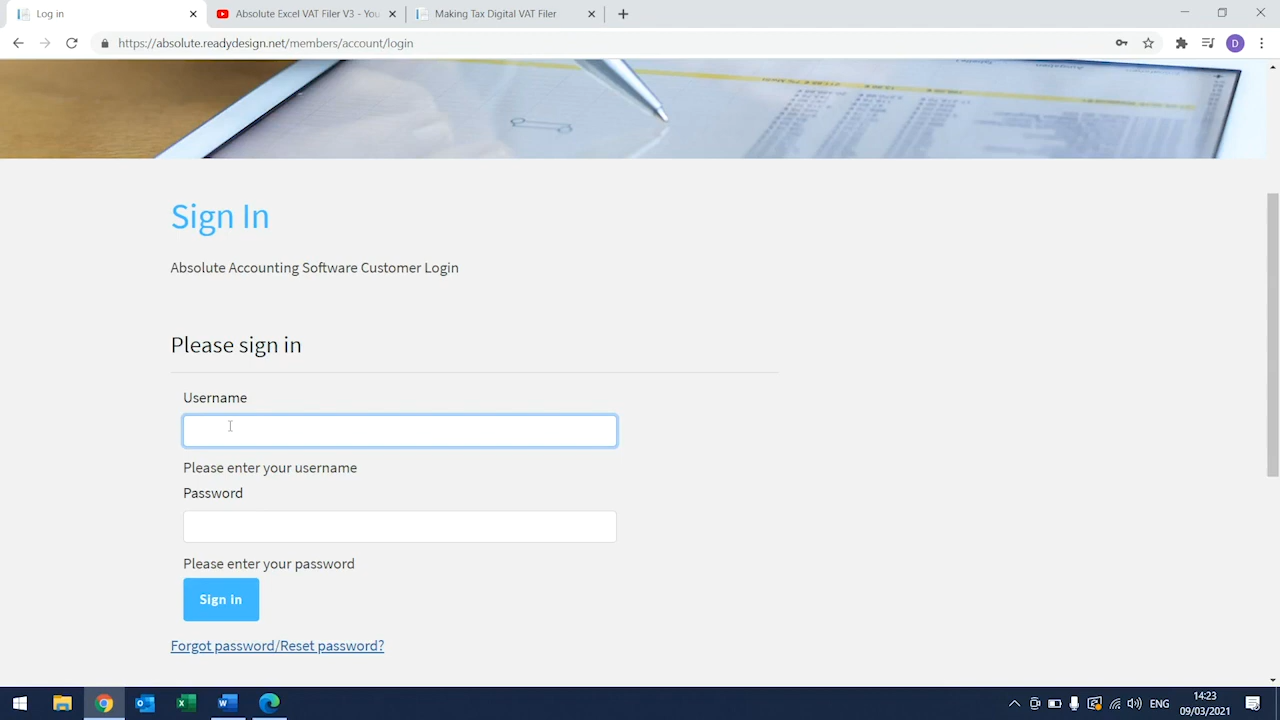 Log in
Absolute Excel VAT Filer V3 - You
Making Tax Digital VAT Filer
https://absolute.readydesign.net/members/account/login
D
Sign In
Absolute Accounting Software Customer Login
Please sign in
Username
Please enter your username
Password
Please enter your password
Sign in
Forgot password/Reset password?
ENG
14:23
09/03/2021